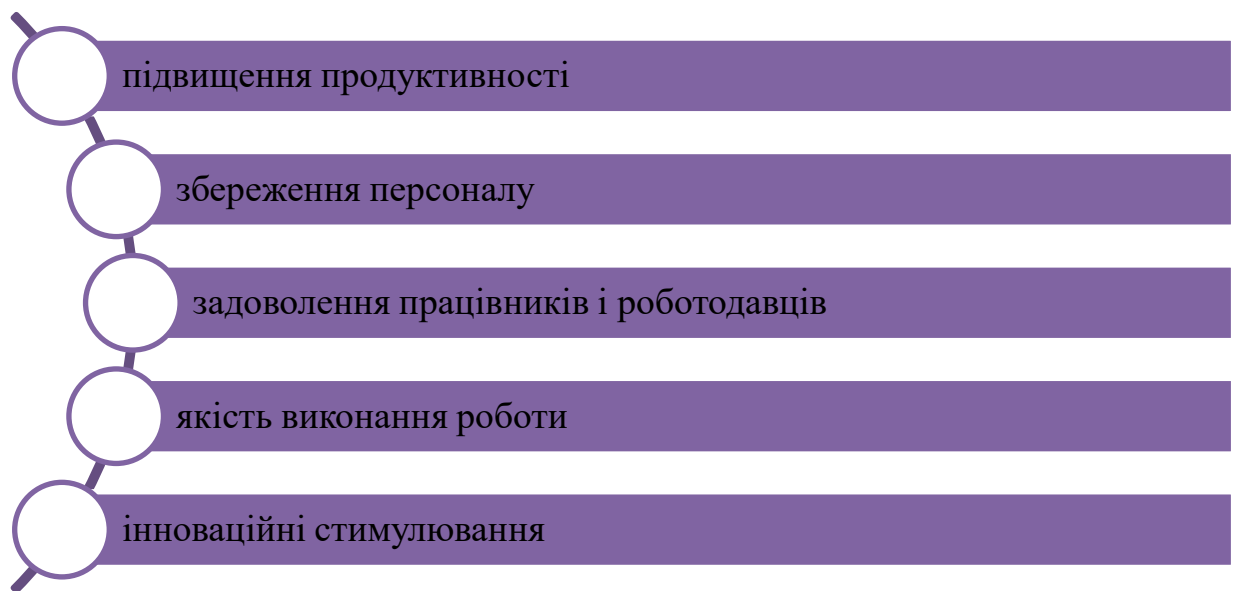 підвищення продуктивності
збереження персоналу
задоволення працівників і роботодавців
якість виконання роботи
інноваційні стимулювання